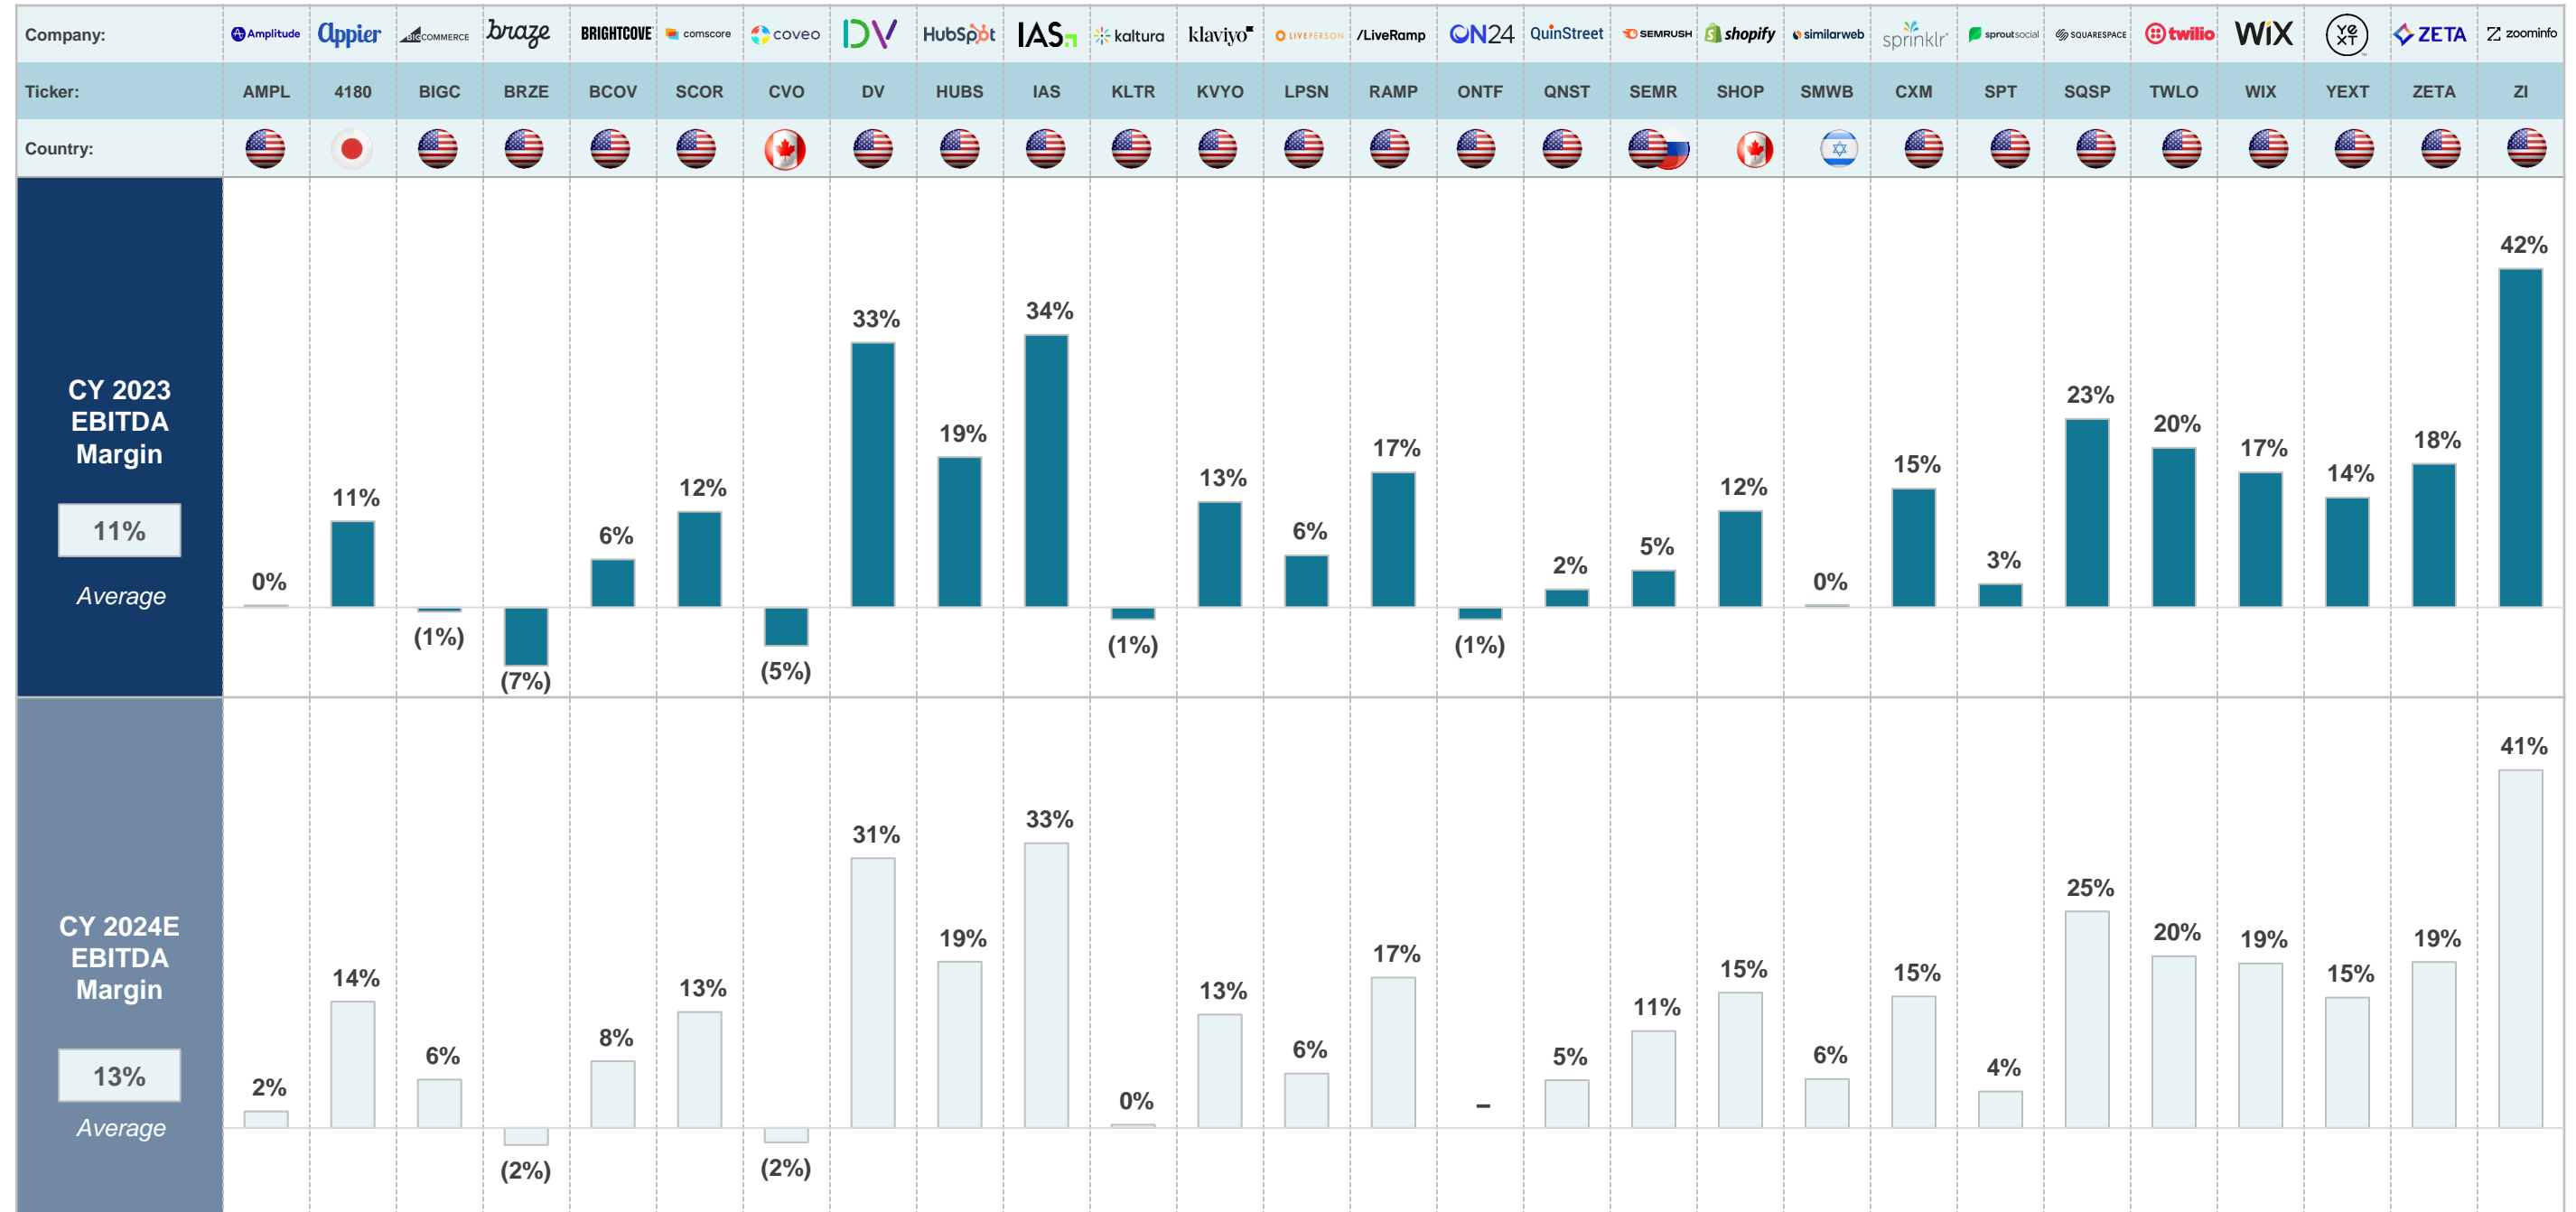 Company: Amplitude Appier BIGCOMMERCE braze BRIGHTCOVE comscore coveo DV HubSpot IAS kaltura klaviyo LIVEPERSON /LiveRamp ON24 QuinStreet SEMRUSH shopify similarweb sprinklr sproutsocial SQUARESPACE twilio WiX yext ZETA zoominfo
Ticker: AMPL 4180 BIGC BRZE BCOV SCOR CVO DV HUBS IAS KLTR KVYO LPSN RAMP ONTF QNST SEMR SHOP SMWB CXM SPT SQSP TWLO WIX YEXT ZETA ZI
Country:
CY 2023
EBITDA
Margin
11%
Average
0% 11% (1%) (7%) 6% 12% (5%) 33% 19% 34% (1%) 13% 6% 17% (1%) 2% 5% 12% 0% 15% 3% 23% 20% 17% 14% 18% 42%
CY 2024E
EBITDA
Margin
13%
Average
2% 14% 6% (2%) 8% 13% (2%) 31% 19% 33% 0% 13% 6% 17% – 5% 11% 15% 6% 15% 4% 25% 20% 19% 15% 19% 41%